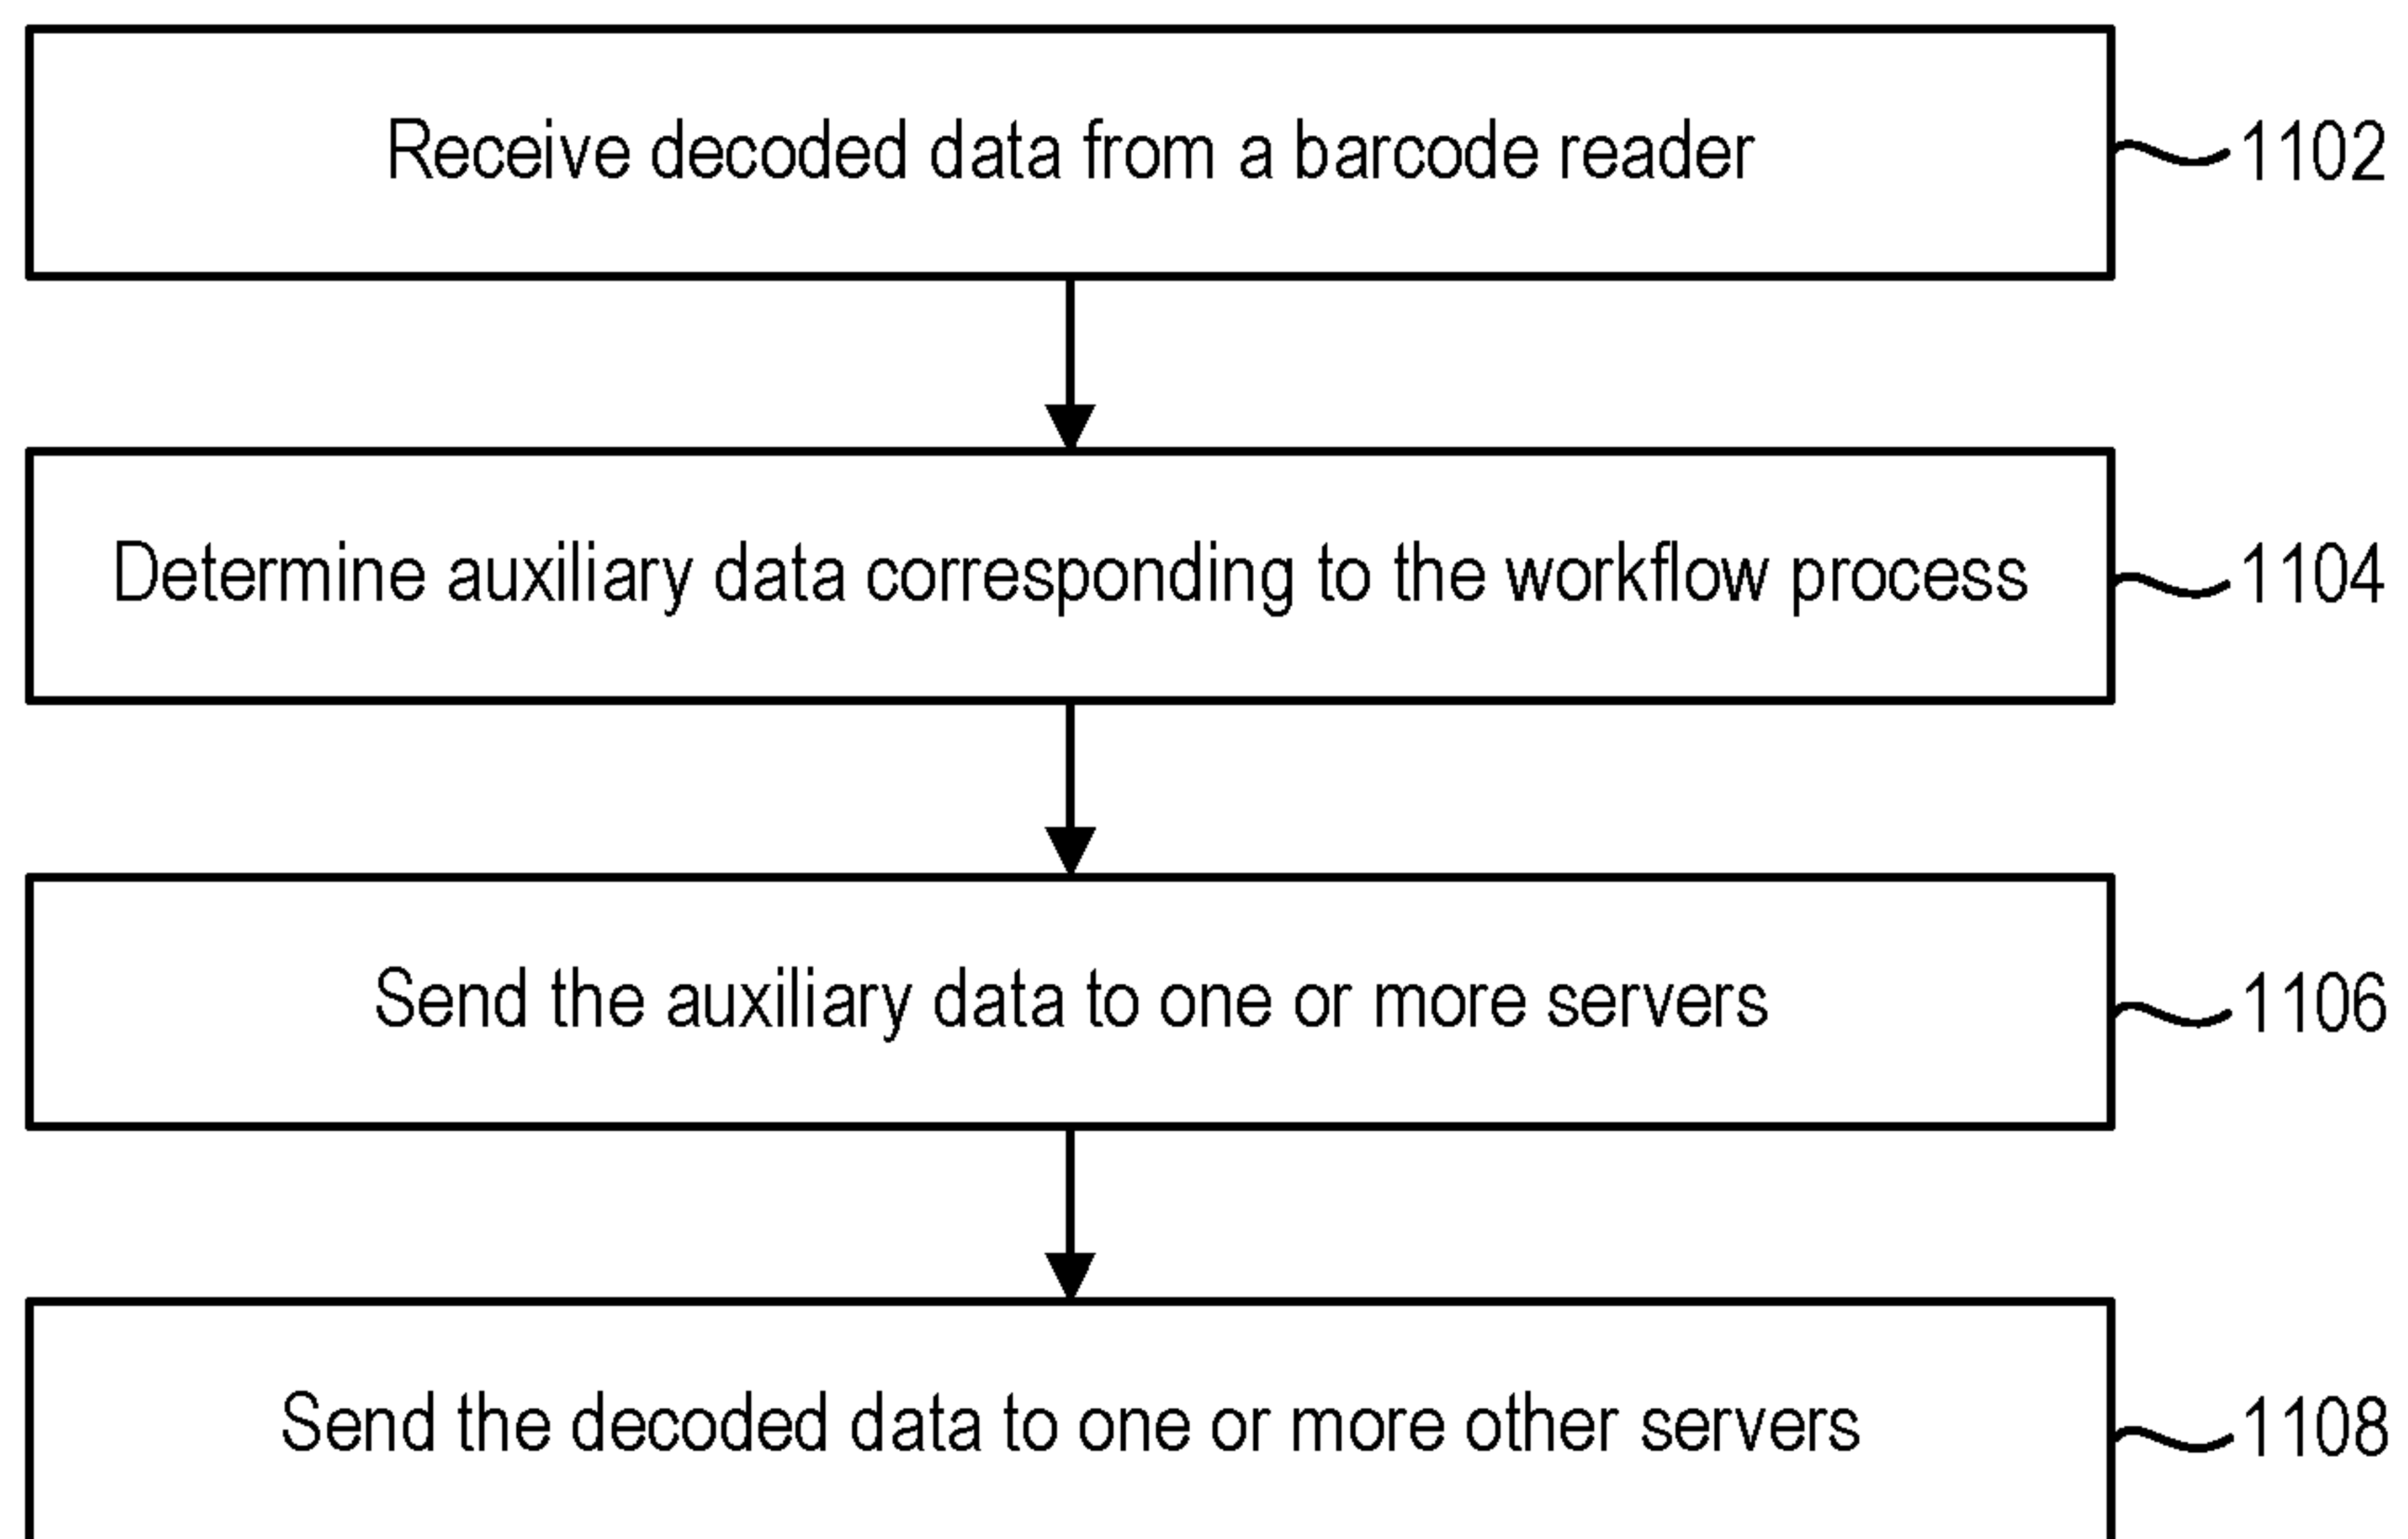 Receive decoded data from a barcode reader
1102
Determine auxiliary data corresponding to the workflow process
1104
Send the auxiliary data to one or more servers
1106
Send the decoded data to one or more other servers
1108